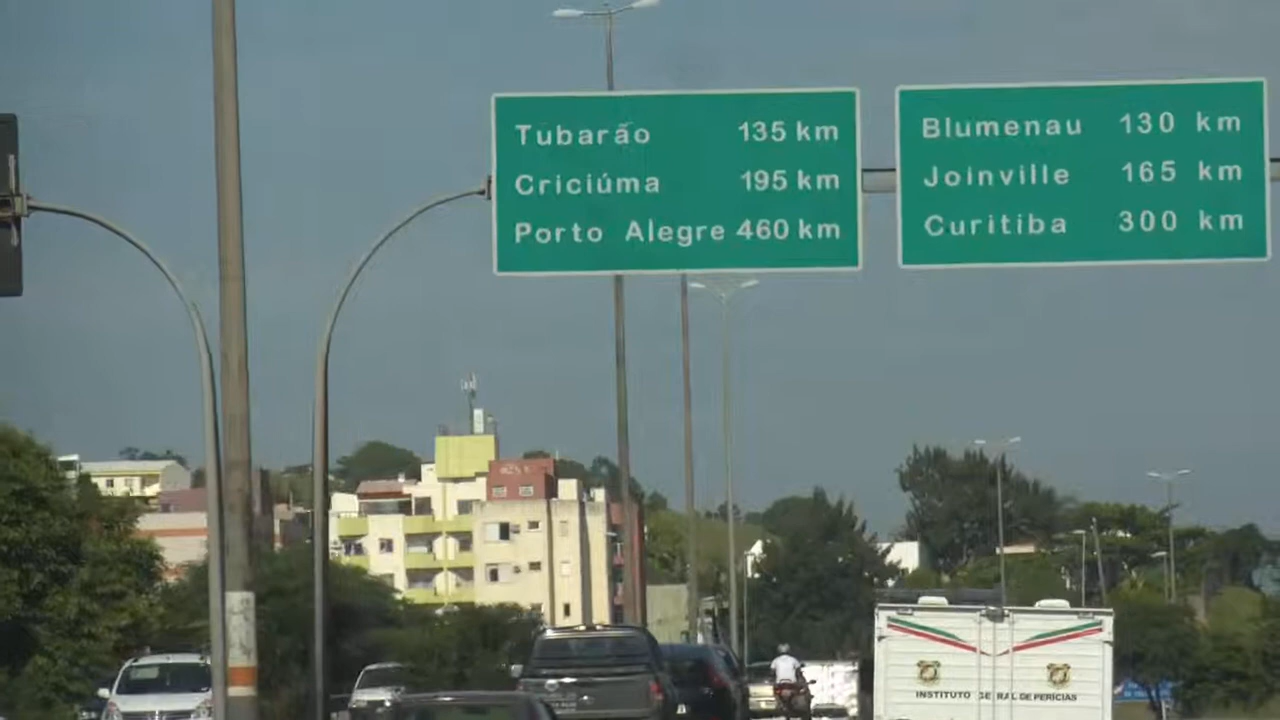 Tubarão 135 km
Criciúma 195 km
Porto Alegre 460 km
Blumenau 130 km
Joinville 165 km
Curitiba 300 km
INSTITUTO GERAL DE PERÍCIAS